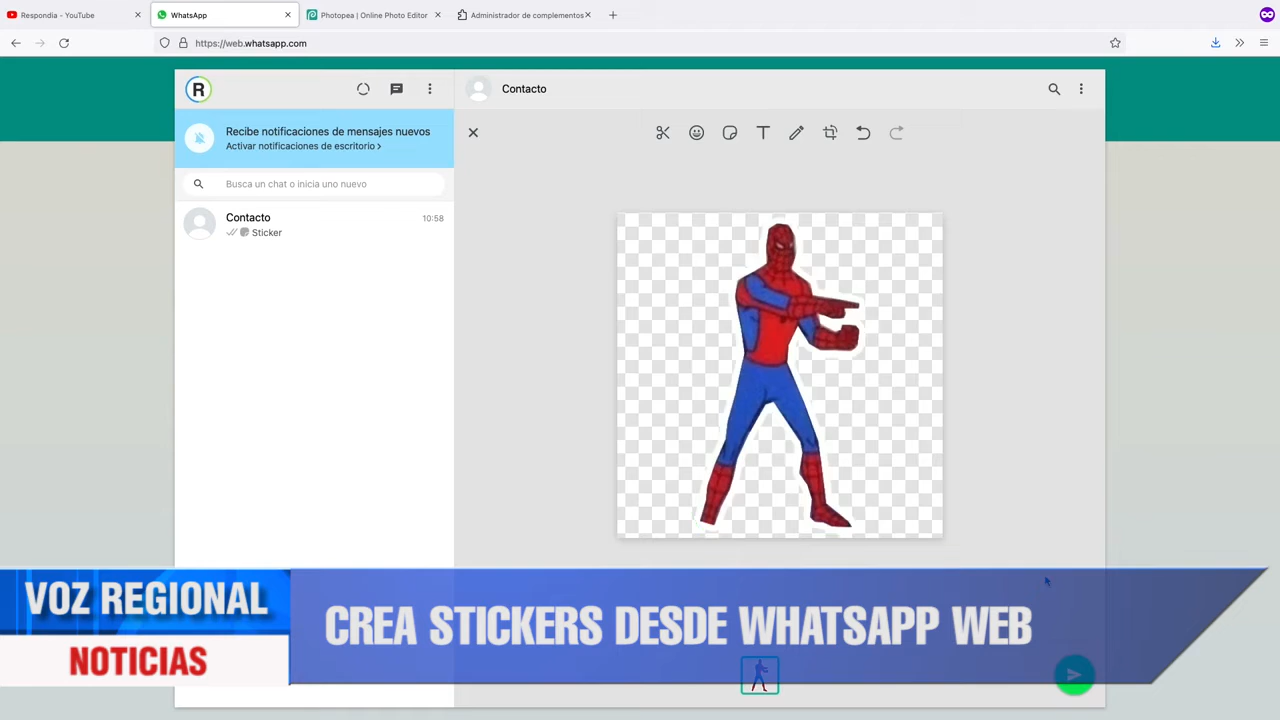 Respondia - YouTube
WhatsApp
Photopea | Online Photo Editor
Administrador de complementos
https://web.whatsapp.com
R
Contacto
Recibe notificaciones de mensajes nuevos
Activar notificaciones de escritorio >
Busca un chat o inicia uno nuevo
Contacto
10:58
Sticker
T
VOZ REGIONAL
NOTICIAS
CREA STICKERS DESDE WHATSAPP WEB